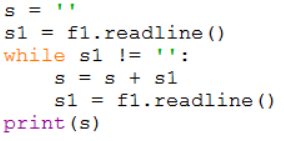 s = ''
s1 = f1.readline()
while s1 != '':
    s = s + s1
    s1 = f1.readline()
print(s)